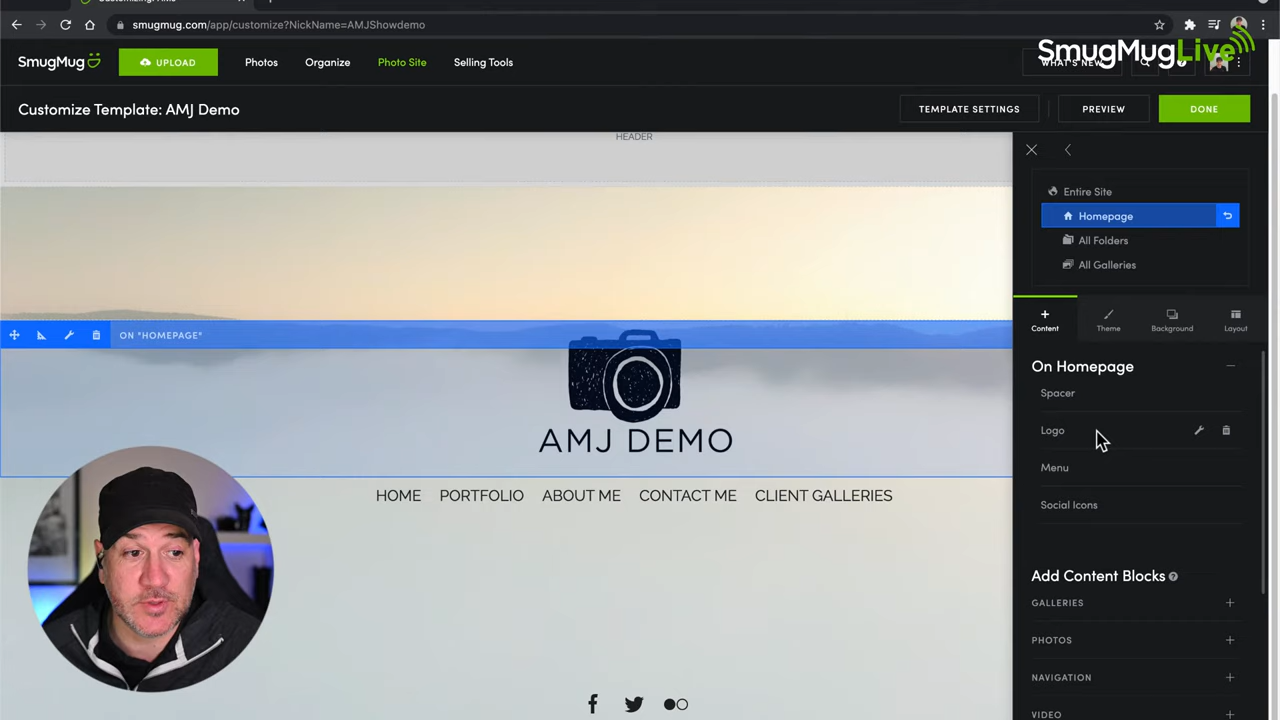 smugmug.com/app/customize?NickName=AMJShowdemo
SmugMug UPLOAD Photos Organize Photo Site Selling Tools WHAT'S NEW
SmugMugLive
Customize Template: AMJ Demo TEMPLATE SETTINGS PREVIEW DONE
HEADER
Entire Site
Homepage
All Folders
All Galleries
Content Theme Background Layout
ON "HOMEPAGE"
AMJ DEMO
HOME PORTFOLIO ABOUT ME CONTACT ME CLIENT GALLERIES
On Homepage
Spacer
Logo
Menu
Social Icons
Add Content Blocks
GALLERIES
PHOTOS
NAVIGATION
VIDEO